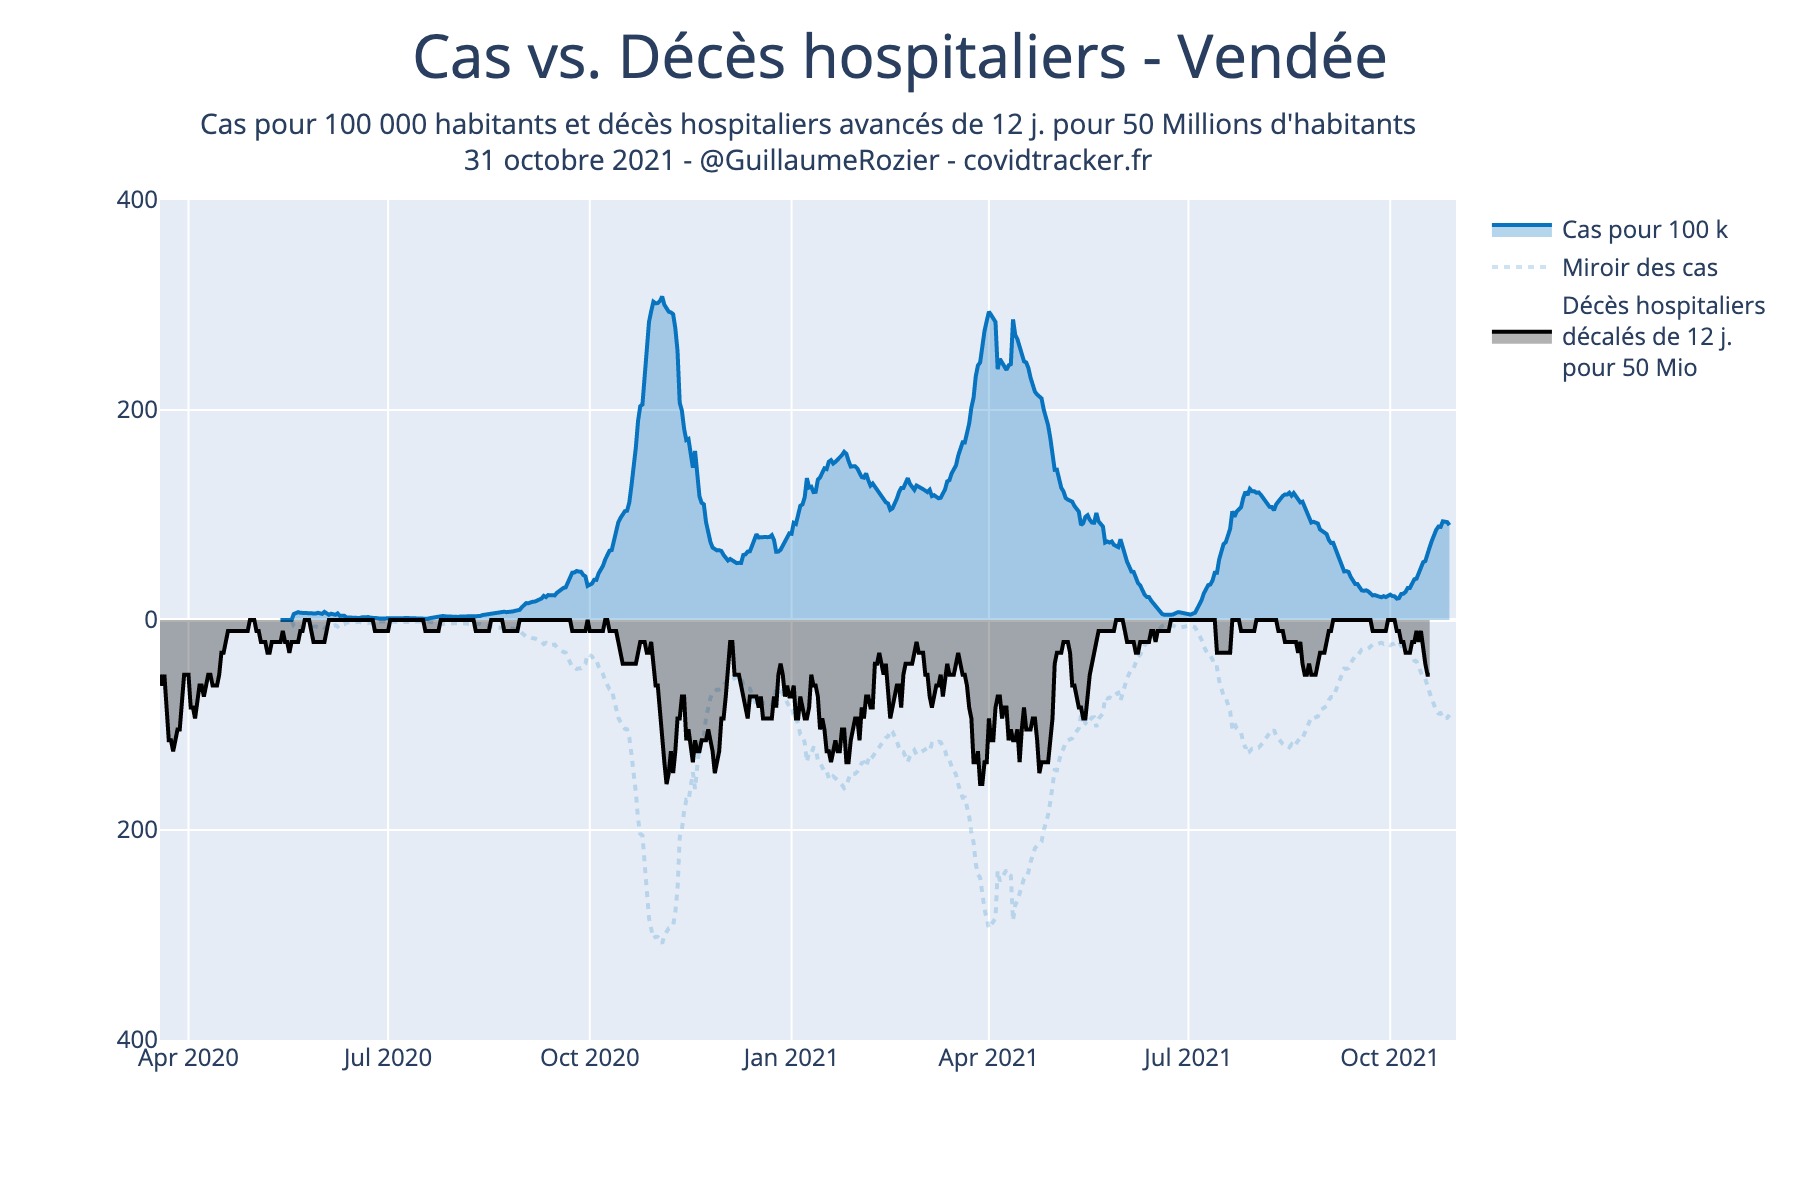 Cas vs. Décès hospitaliers - Vendée
Cas pour 100 000 habitants et décès hospitaliers avancés de 12 j. pour 50 Millions d'habitants
31 octobre 2021 - @GuillaumeRozier - covidtracker.fr
400
200
0
200
400
Apr 2020
Jul 2020
Oct 2020
Jan 2021
Apr 2021
Jul 2021
Oct 2021
Cas pour 100 k
Miroir des cas
Décès hospitaliers
décalés de 12 j.
pour 50 Mio